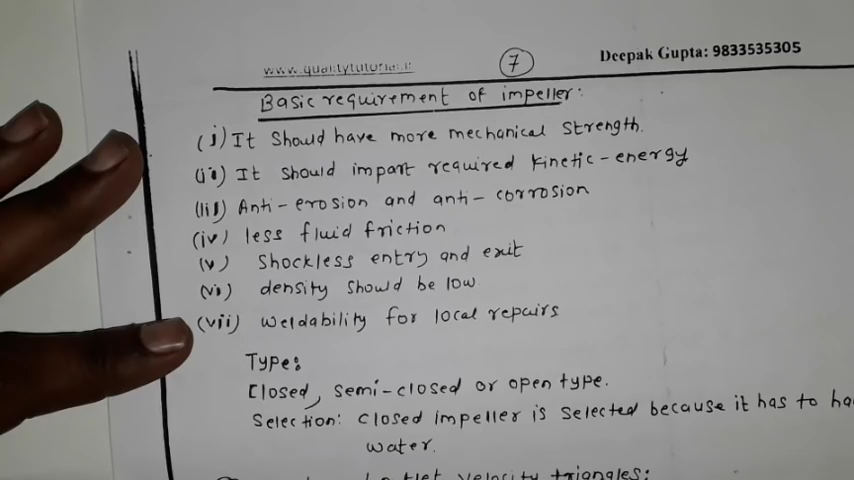 www.qualitytutorial.in
7
Deepak Gupta: 9833535305
Basic requirement of impeller:
(i) It should have more mechanical strength.
(ii) It should impart required kinetic-energy
(iii) Anti-erosion and anti-corrosion
(iv) less fluid friction
(v) shockless entry and exit
(vi) density should be low
(vii) weldability for local repairs
Type:
closed, semi-closed or open type.
Selection: closed impeller is selected because it has to
water.
velocity triangles: